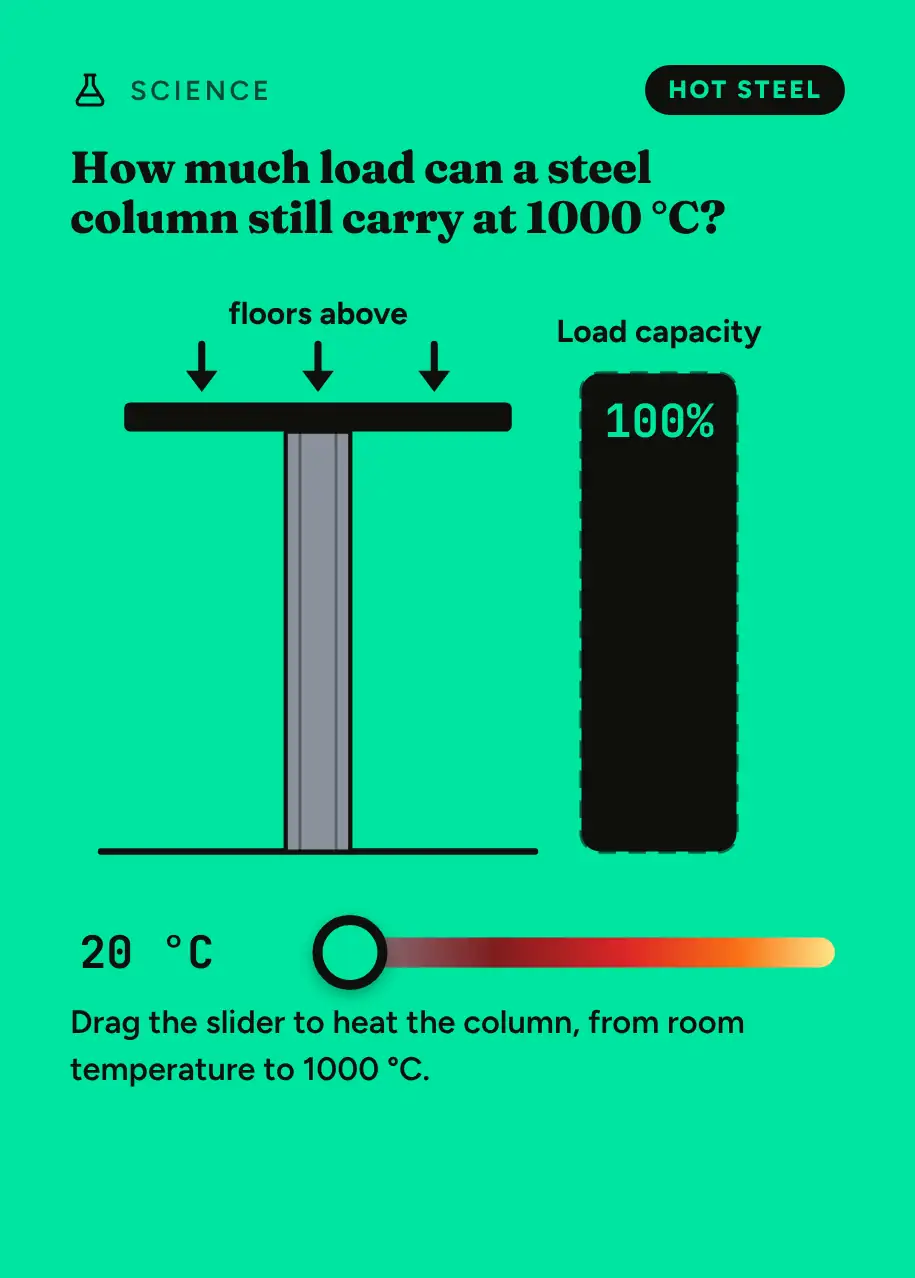 SCIENCE
HOT STEEL
How much load can a steel
column still carry at 1000 °C?
floors above
Load capacity
100%
20 °C
Drag the slider to heat the column, from room
temperature to 1000 °C.